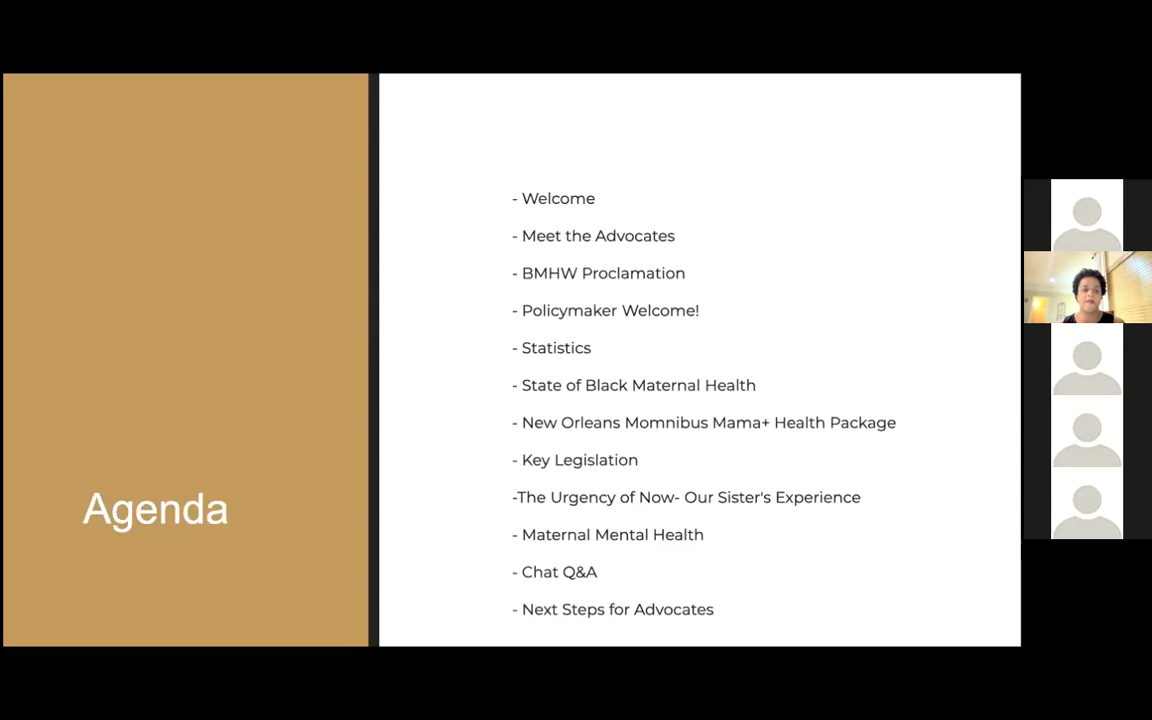 Agenda
- Welcome
- Meet the Advocates
- BMHW Proclamation
- Policymaker Welcome!
- Statistics
- State of Black Maternal Health
- New Orleans Momnibus Mama+ Health Package
- Key Legislation
-The Urgency of Now- Our Sister's Experience
- Maternal Mental Health
- Chat Q&A
- Next Steps for Advocates